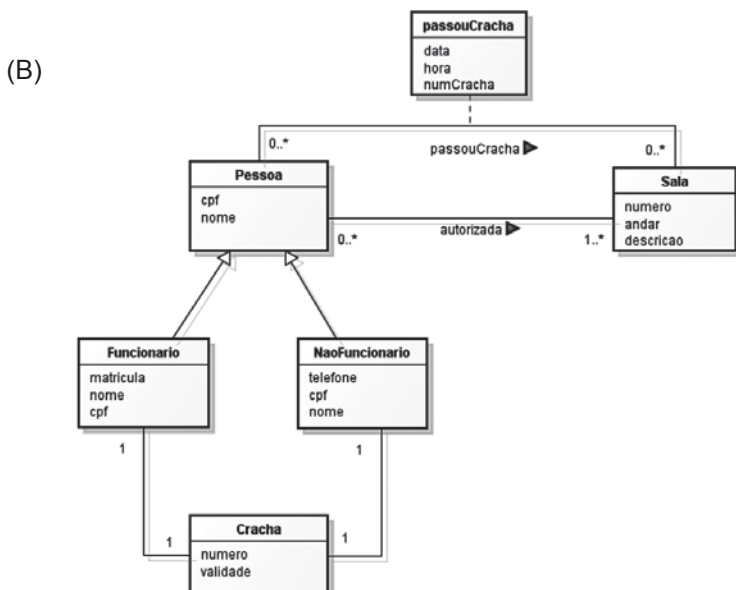 (B)
passouCracha
data
hora
numCracha
0..*
passouCracha
0..*
Pessoa
cpf
nome
Sala
numero
andar
descricao
0..*
autorizada
1..*
Funcionario
matricula
nome
cpf
NaoFuncionario
telefone
cpf
nome
1
1
1
1
Cracha
numero
validade